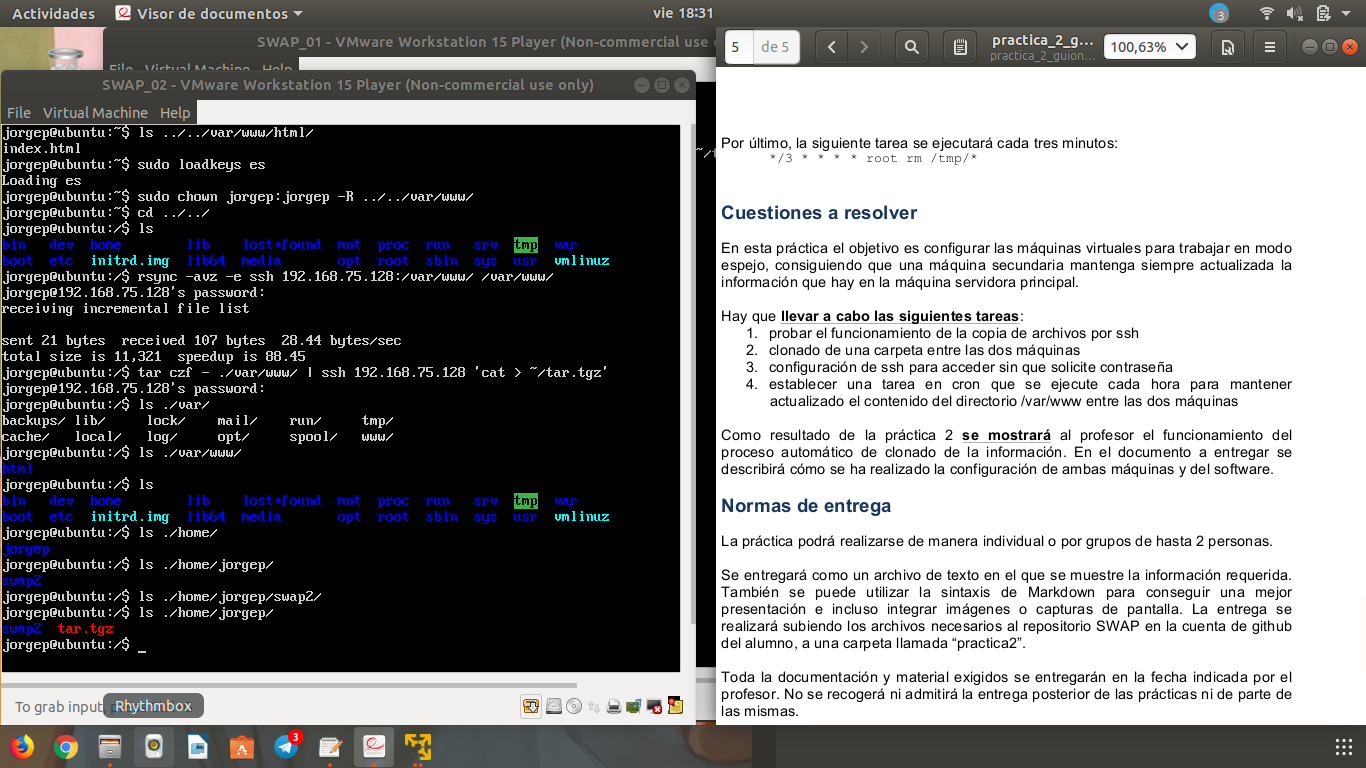 Actividades Visor de documentos vie 18:31 3
SWAP_01 - VMware Workstation 15 Player (Non-commercial use o
File Virtual Machine Help
SWAP_02 - VMware Workstation 15 Player (Non-commercial use only)
File Virtual Machine Help
jorgep@ubuntu:~$ ls ../../var/www/html/
index.html
jorgep@ubuntu:~$ sudo loadkeys es
Loading es
jorgep@ubuntu:~$ sudo chown jorgep:jorgep -R ../../var/www/
jorgep@ubuntu:~$ cd ../../
jorgep@ubuntu:/$ ls
bin dev home lib lost+found mnt proc run srv tmp var
boot etc initrd.img lib64 media opt root sbin sys usr vmlinuz
jorgep@ubuntu:/$ rsync -avz -e ssh 192.168.75.128:/var/www/ /var/www/
jorgep@192.168.75.128's password:
receiving incremental file list
sent 21 bytes received 107 bytes 28.44 bytes/sec
total size is 11,321 speedup is 88.45
jorgep@ubuntu:/$ tar czf - ./var/www/ | ssh 192.168.75.128 'cat > ~/tar.tgz'
jorgep@192.168.75.128's password:
jorgep@ubuntu:/$ ls ./var/
backups/ lib/ lock/ mail/ run/ tmp/
cache/ local/ log/ opt/ spool/ www/
jorgep@ubuntu:/$ ls ./var/www/
html
jorgep@ubuntu:/$ ls
bin dev home lib lost+found mnt proc run srv tmp var
boot etc initrd.img lib64 media opt root sbin sys usr vmlinuz
jorgep@ubuntu:/$ ls ./home/
jorgep
jorgep@ubuntu:/$ ls ./home/jorgep/
swap2
jorgep@ubuntu:/$ ls ./home/jorgep/swap2/
jorgep@ubuntu:/$ ls ./home/jorgep/
swap2 tar.tgz
jorgep@ubuntu:/$ _
To grab input,
Rhythmbox
3
5 de 5 practica_2_g... 100,63%
practica_2_guion...
Por último, la siguiente tarea se ejecutará cada tres minutos:
*/3 * * * * root rm /tmp/*
Cuestiones a resolver
En esta práctica el objetivo es configurar las máquinas virtuales para trabajar en modo
espejo, consiguiendo que una máquina secundaria mantenga siempre actualizada la
información que hay en la máquina servidora principal.
Hay que llevar a cabo las siguientes tareas:
1. probar el funcionamiento de la copia de archivos por ssh
2. clonado de una carpeta entre las dos máquinas
3. configuración de ssh para acceder sin que solicite contraseña
4. establecer una tarea en cron que se ejecute cada hora para mantener
actualizado el contenido del directorio /var/www entre las dos máquinas
Como resultado de la práctica 2 se mostrará al profesor el funcionamiento del
proceso automático de clonado de la información. En el documento a entregar se
describirá cómo se ha realizado la configuración de ambas máquinas y del software.
Normas de entrega
La práctica podrá realizarse de manera individual o por grupos de hasta 2 personas.
Se entregará como un archivo de texto en el que se muestre la información requerida.
También se puede utilizar la sintaxis de Markdown para conseguir una mejor
presentación e incluso integrar imágenes o capturas de pantalla. La entrega se
realizará subiendo los archivos necesarios al repositorio SWAP en la cuenta de github
del alumno, a una carpeta llamada “practica2”.
Toda la documentación y material exigidos se entregarán en la fecha indicada por el
profesor. No se recogerá ni admitirá la entrega posterior de las prácticas ni de parte de
las mismas.